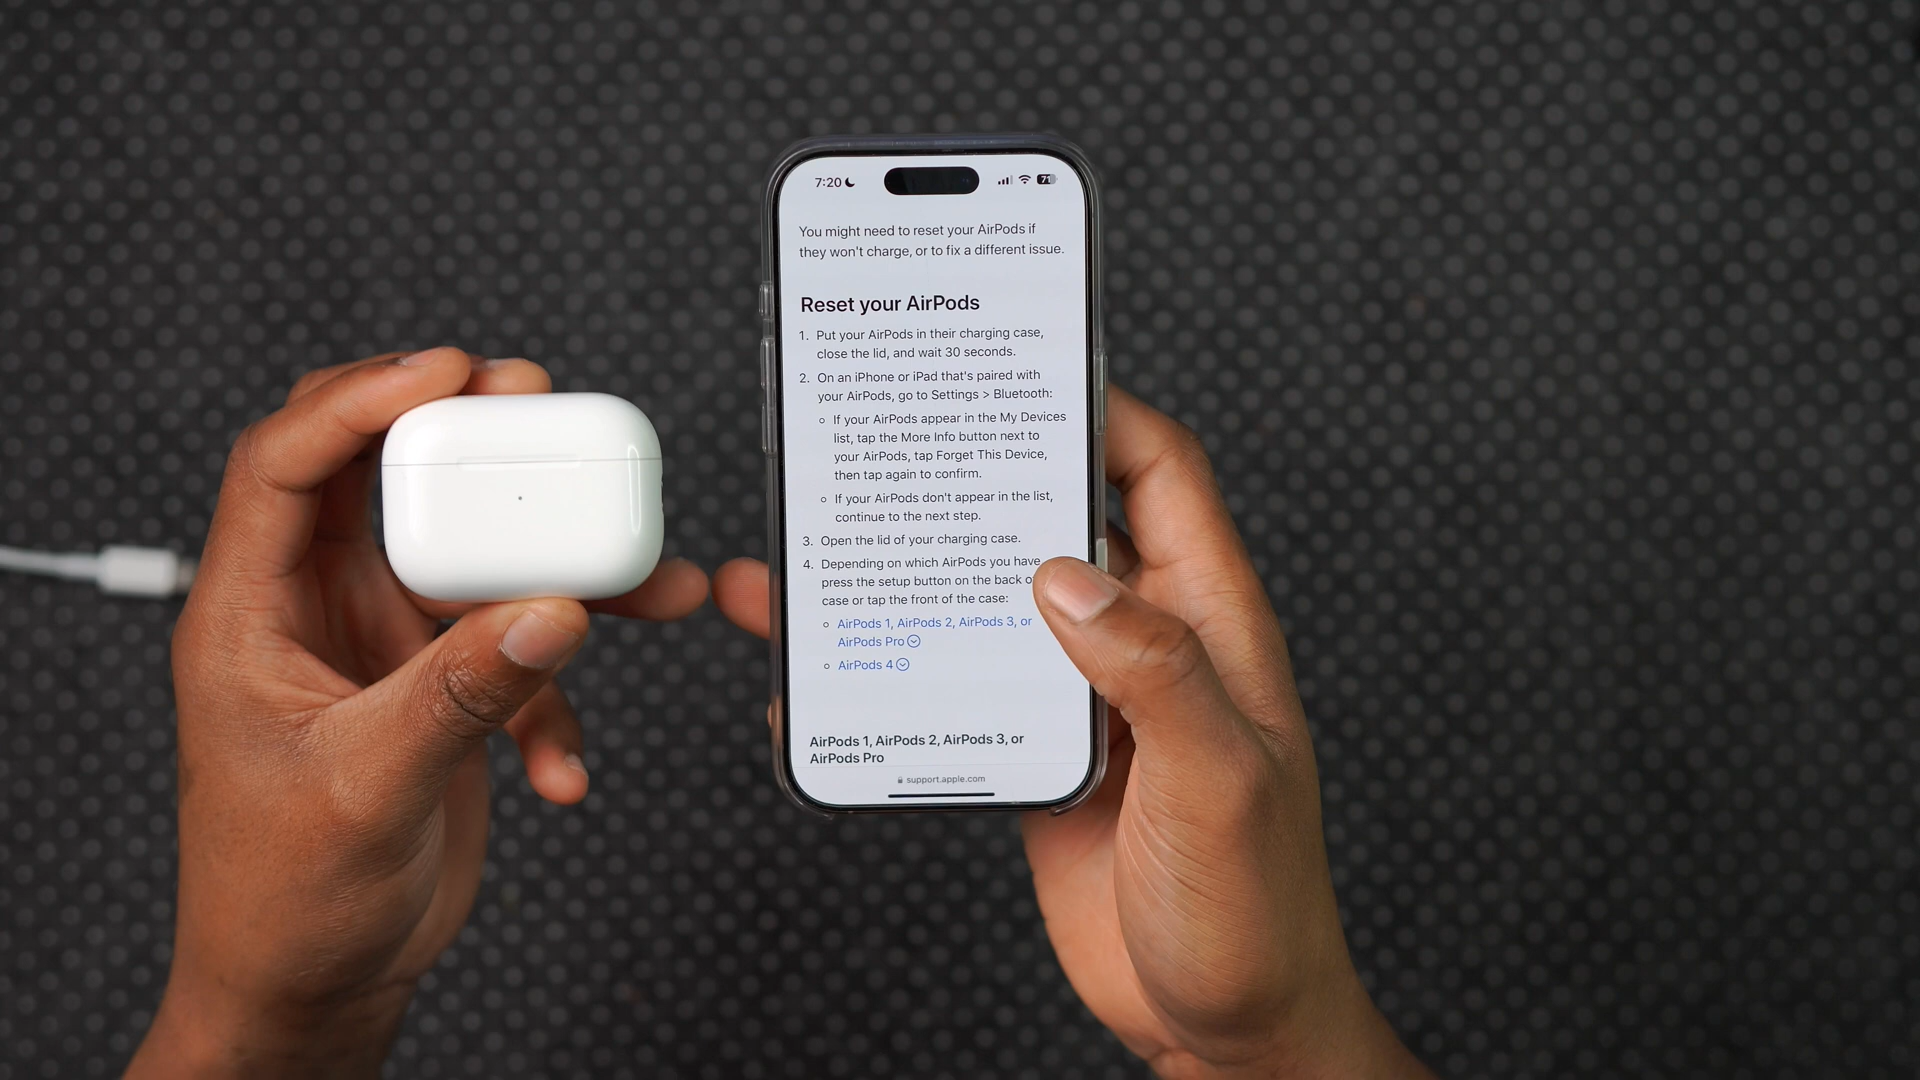 7:20
71
You might need to reset your AirPods if
they won't charge, or to fix a different issue.
Reset your AirPods
1. Put your AirPods in their charging case,
close the lid, and wait 30 seconds.
2. On an iPhone or iPad that's paired with
your AirPods, go to Settings > Bluetooth:
If your AirPods appear in the My Devices
list, tap the More Info button next to
your AirPods, tap Forget This Device,
then tap again to confirm.
If your AirPods don't appear in the list,
continue to the next step.
3. Open the lid of your charging case.
4. Depending on which AirPods you have
press the setup button on the back
case or tap the front of the case:
AirPods 1, AirPods 2, AirPods 3, or
AirPods Pro
AirPods 4
AirPods 1, AirPods 2, AirPods 3, or
AirPods Pro
support.apple.com